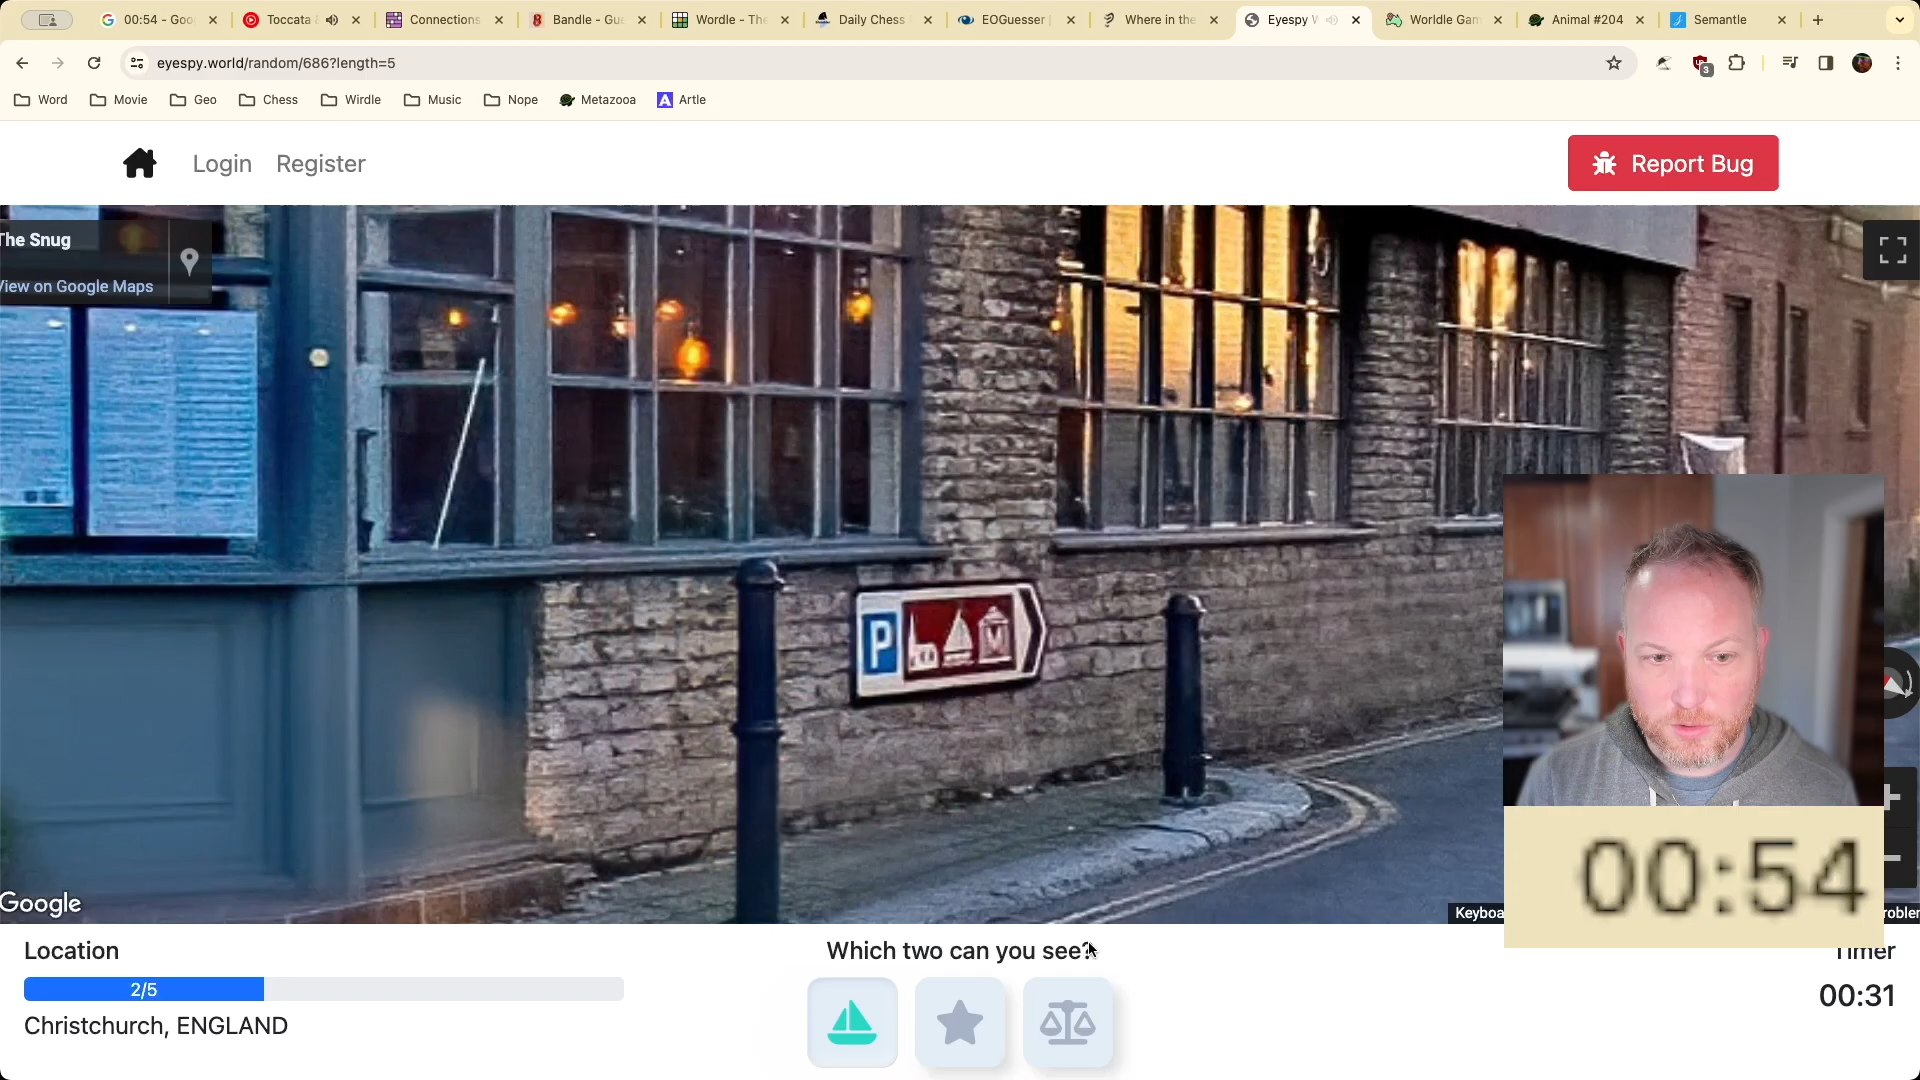 00:54 - Goo
Toccata
Connections
Bandle - Gu
Wordle - The
Daily Chess
EOGuesser
Where in the
Eyespy W
Worldle Gam
Animal #204
Semantle
eyespy.world/random/686?length=5
3
Word
Movie
Geo
Chess
Wirdle
Music
Nope
Metazooa
A Artle
Login
Register
Report Bug
The Snug
View on Google Maps
P
M
Google
Keyboa
roblem
00:54
Location
2/5
Christchurch, ENGLAND
Which two can you see?
Timer
00:31